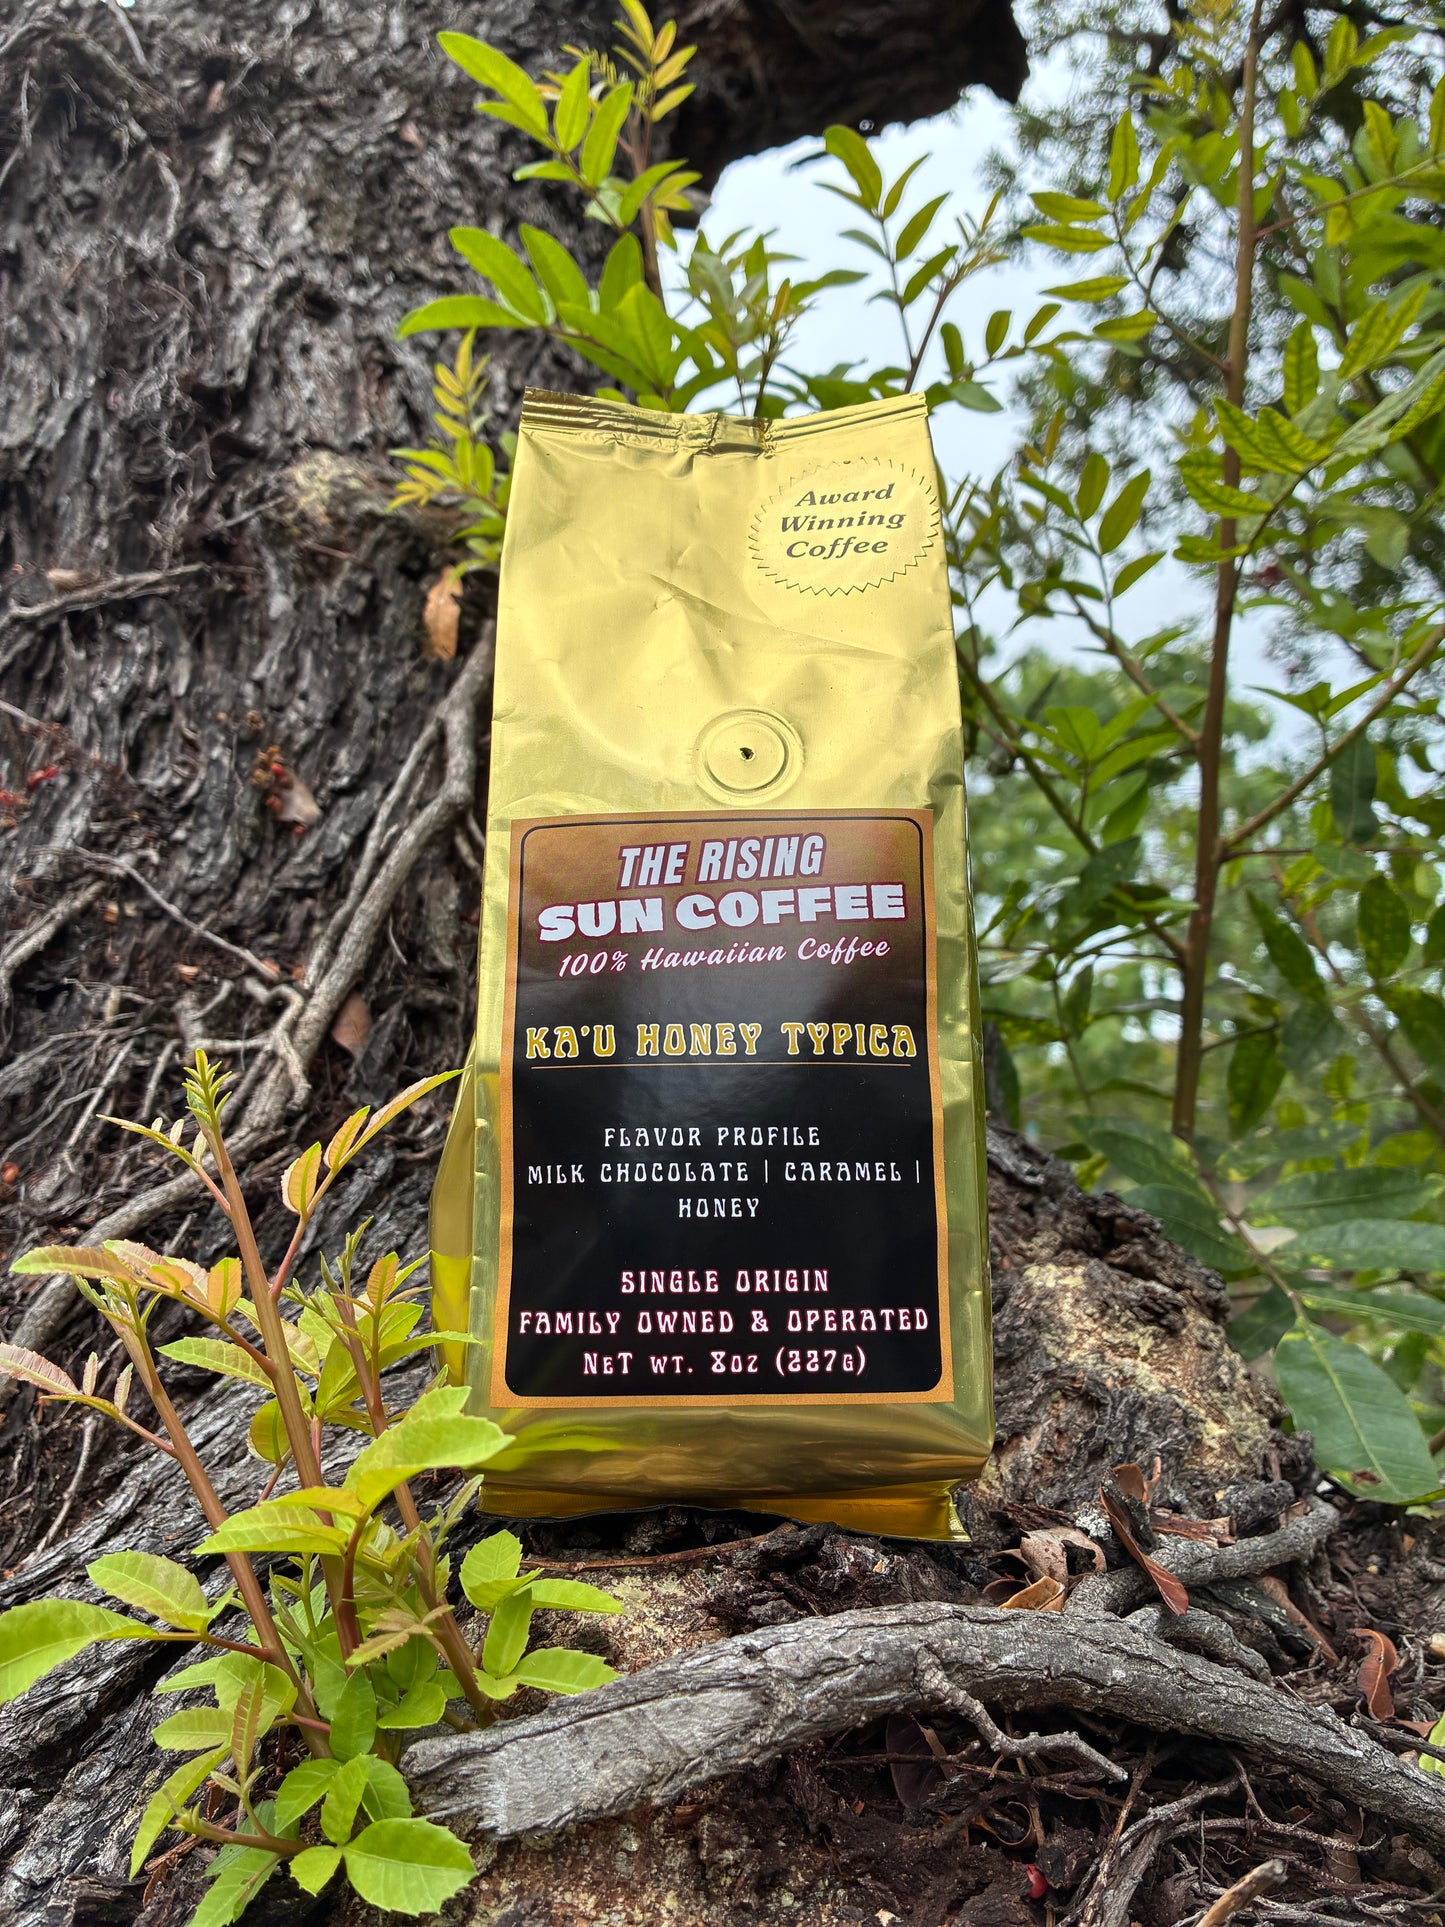 Award
Winning
Coffee
THE RISING
SUN COFFEE
100% Hawaiian Coffee
KA'U HONEY TYPICA
FLAVOR PROFILE
MILK CHOCOLATE | CARAMEL |
HONEY
SINGLE ORIGIN
FAMILY OWNED & OPERATED
NET WT. 8OZ (227G)